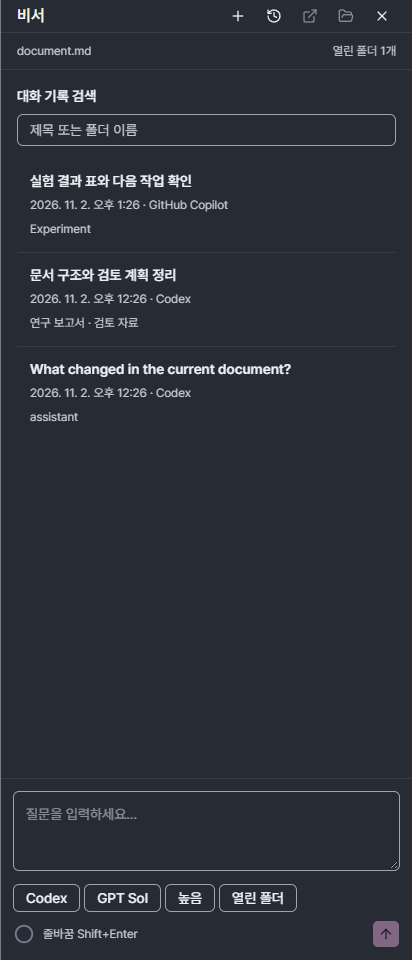 비서
document.md 열린 폴더 1개
대화 기록 검색
제목 또는 폴더 이름
실험 결과 표와 다음 작업 확인
2026. 11. 2. 오후 1:26 · GitHub Copilot
Experiment
문서 구조와 검토 계획 정리
2026. 11. 2. 오후 12:26 · Codex
연구 보고서 · 검토 자료
What changed in the current document?
2026. 11. 2. 오후 12:26 · Codex
assistant
질문을 입력하세요...
Codex GPT Sol 높음 열린 폴더
줄바꿈 Shift+Enter